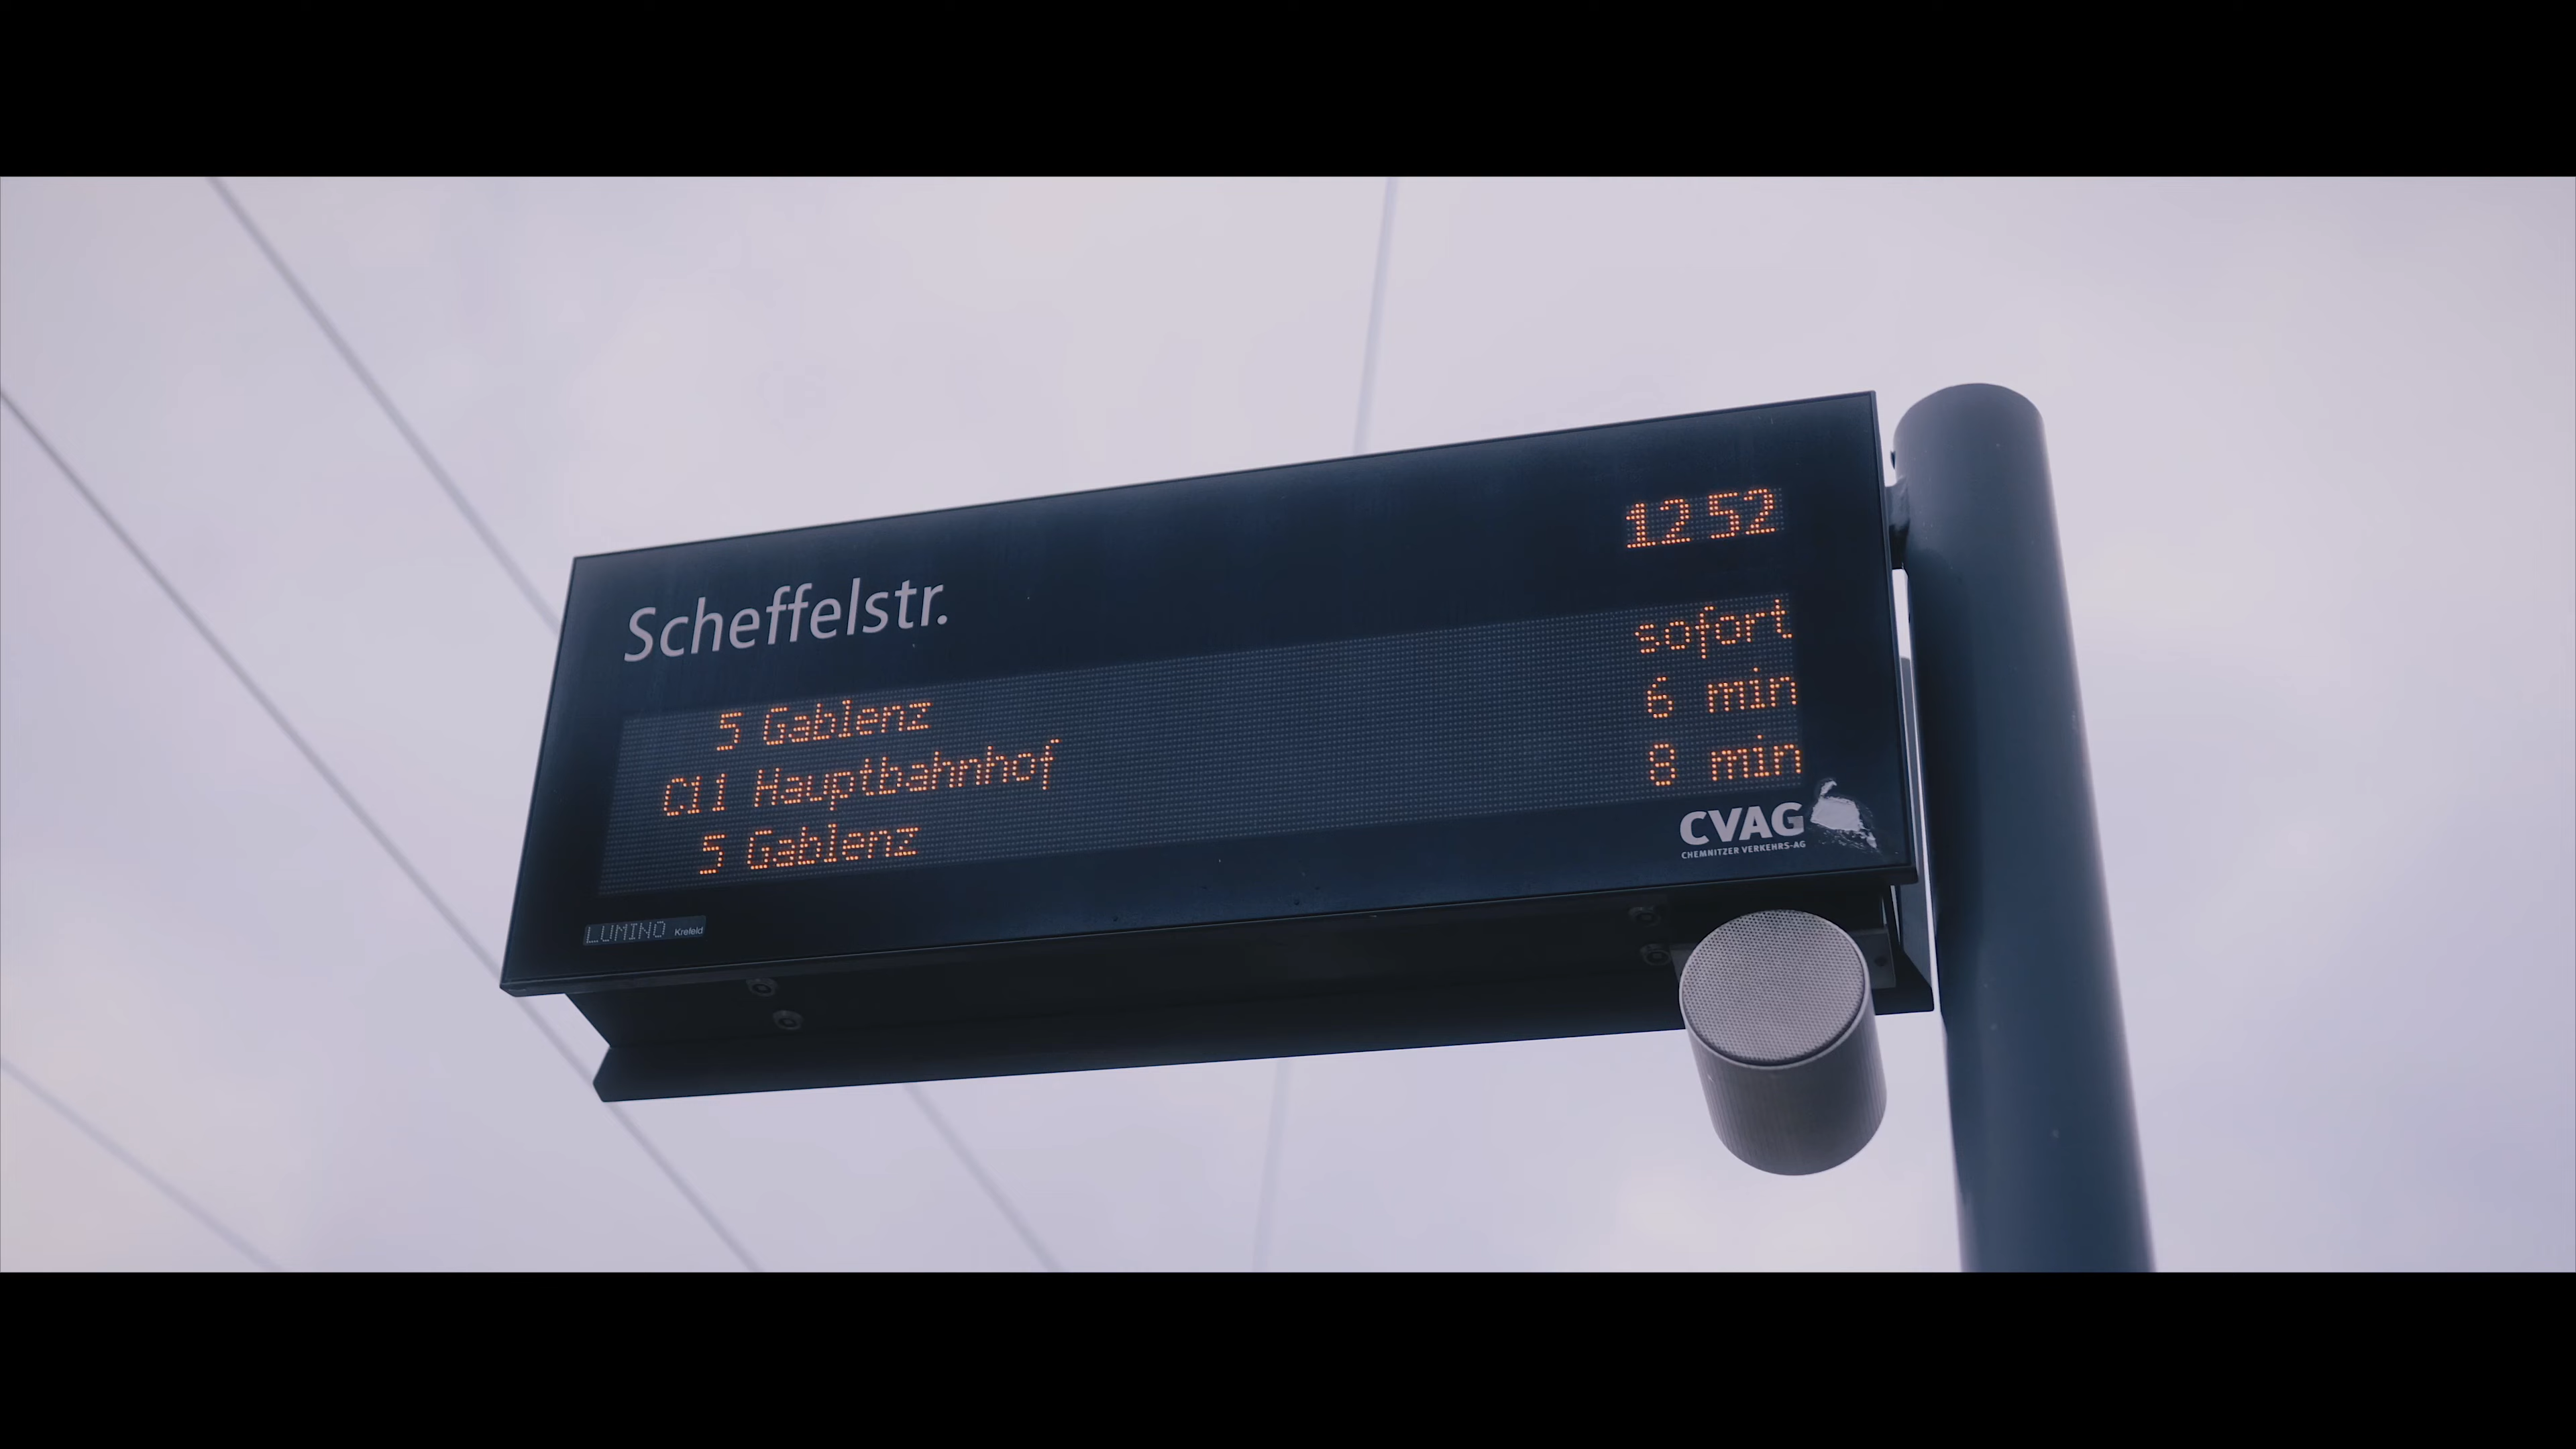 Scheffelstr. 12 52
5 Gablenz sofort
C11 Hauptbahnhof 6 min
5 Gablenz 8 min
CVAG
CHEMNITZER VERKEHRS-AG
LUMINO Krefeld